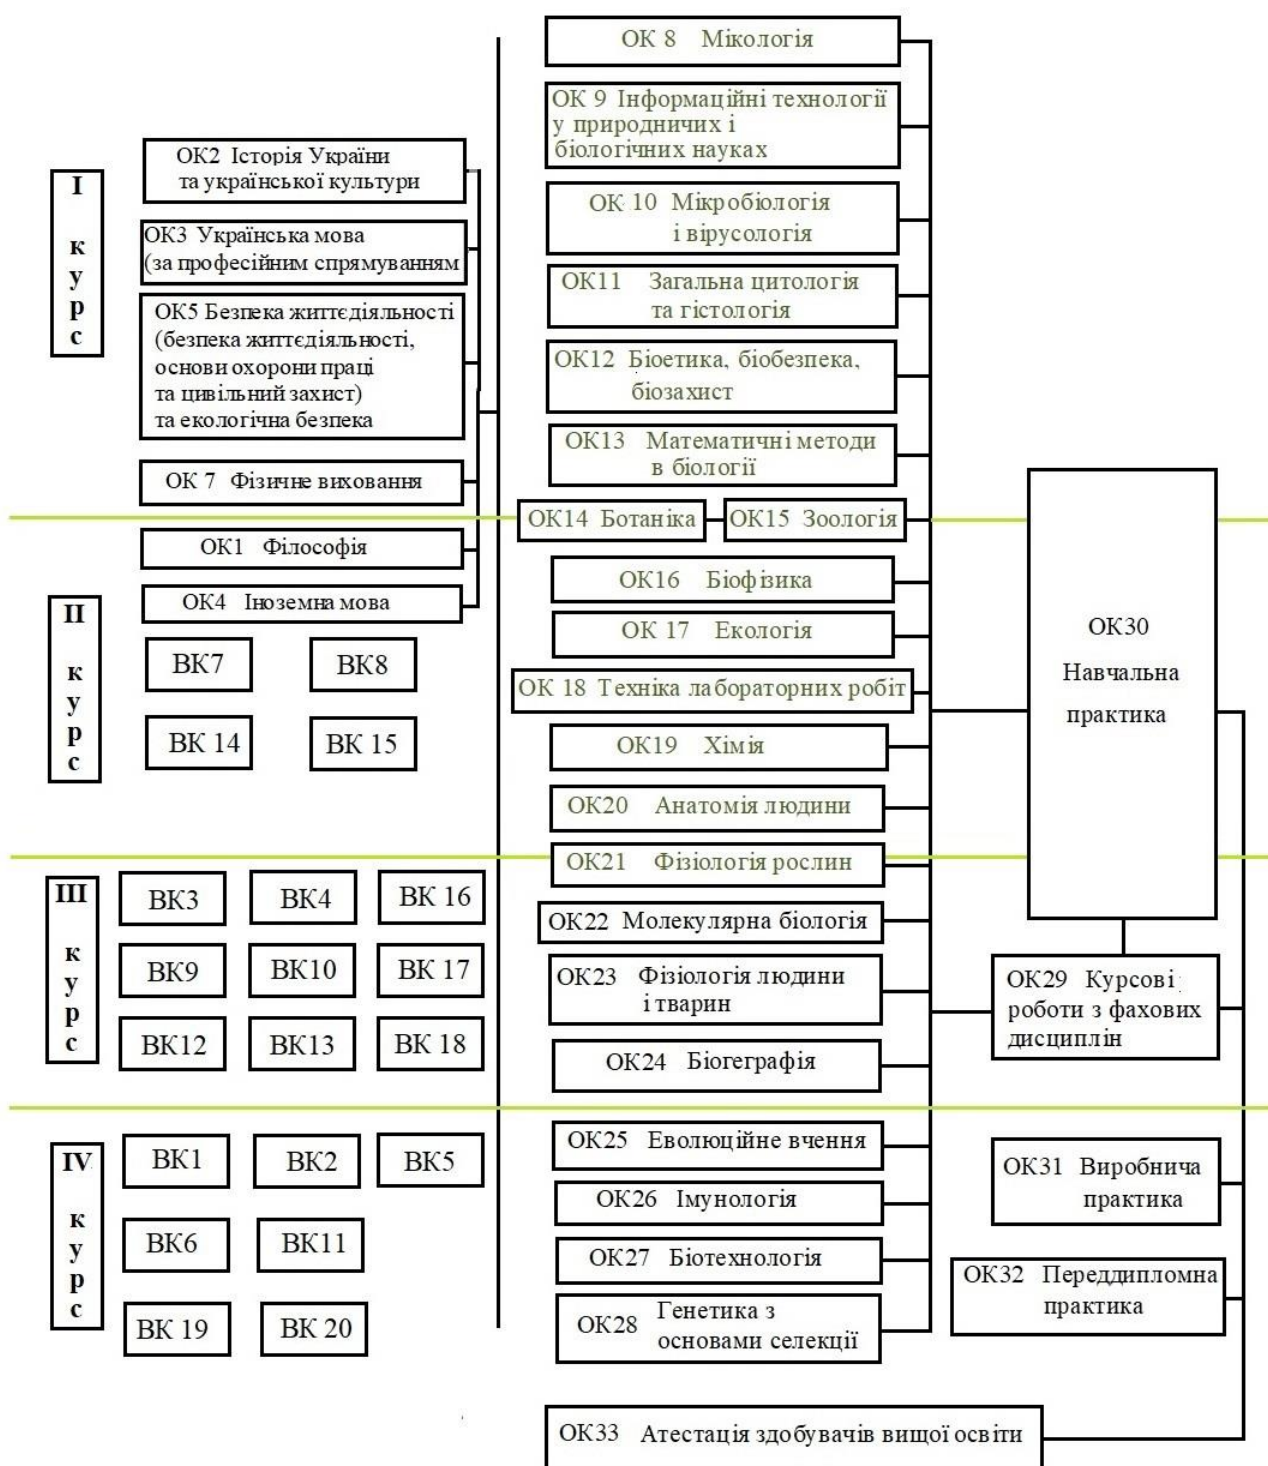 І
к
у
р
с
ОК2 Історія України
та української культури
ОК3 Українська мова
(за професійним спрямуванням
ОК5 Безпека життєдіяльності
(безпека життєдіяльності,
основи охорони праці
та цивільний захист)
та екологічна безпека
ОК 7 Фізичне виховання
ІІ
к
у
р
с
ОК1 Філософія
ОК4 Іноземна мова
ВК7
ВК8
ВК 14
ВК 15
ІІІ
к
у
р
с
ВК3
ВК4
ВК 16
ВК9
ВК10
ВК 17
ВК12
ВК13
ВК 18
IV
к
у
р
с
ВК1
ВК2
ВК5
ВК6
ВК11
ВК 19
ВК 20
ОК 8 Мікологія
ОК 9 Інформаційні технології
у природничих і
біологічних науках
ОК 10 Мікробіологія
і вірусологія
ОК11 Загальна цитологія
та гістологія
ОК12 Біоетика, біобезпека,
біозахист
ОК13 Математичні методи
в біології
ОК14 Ботаніка
ОК15 Зоологія
ОК16 Біофізика
ОК 17 Екологія
ОК 18 Техніка лабораторних робіт
ОК19 Хімія
ОК20 Анатомія людини
ОК21 Фізіологія рослин
ОК22 Молекулярна біологія
ОК23 Фізіологія людини
і тварин
ОК24 Біогеграфія
ОК25 Еволюційне вчення
ОК26 Імунологія
ОК27 Біотехнологія
ОК28 Генетика з
основами селекції
ОК30
Навчальна
практика
ОК29 Курсові
роботи з фахових
дисциплін
ОК31 Виробнича
практика
ОК32 Переддипломна
практика
ОК33 Атестація здобувачів вищої освіти